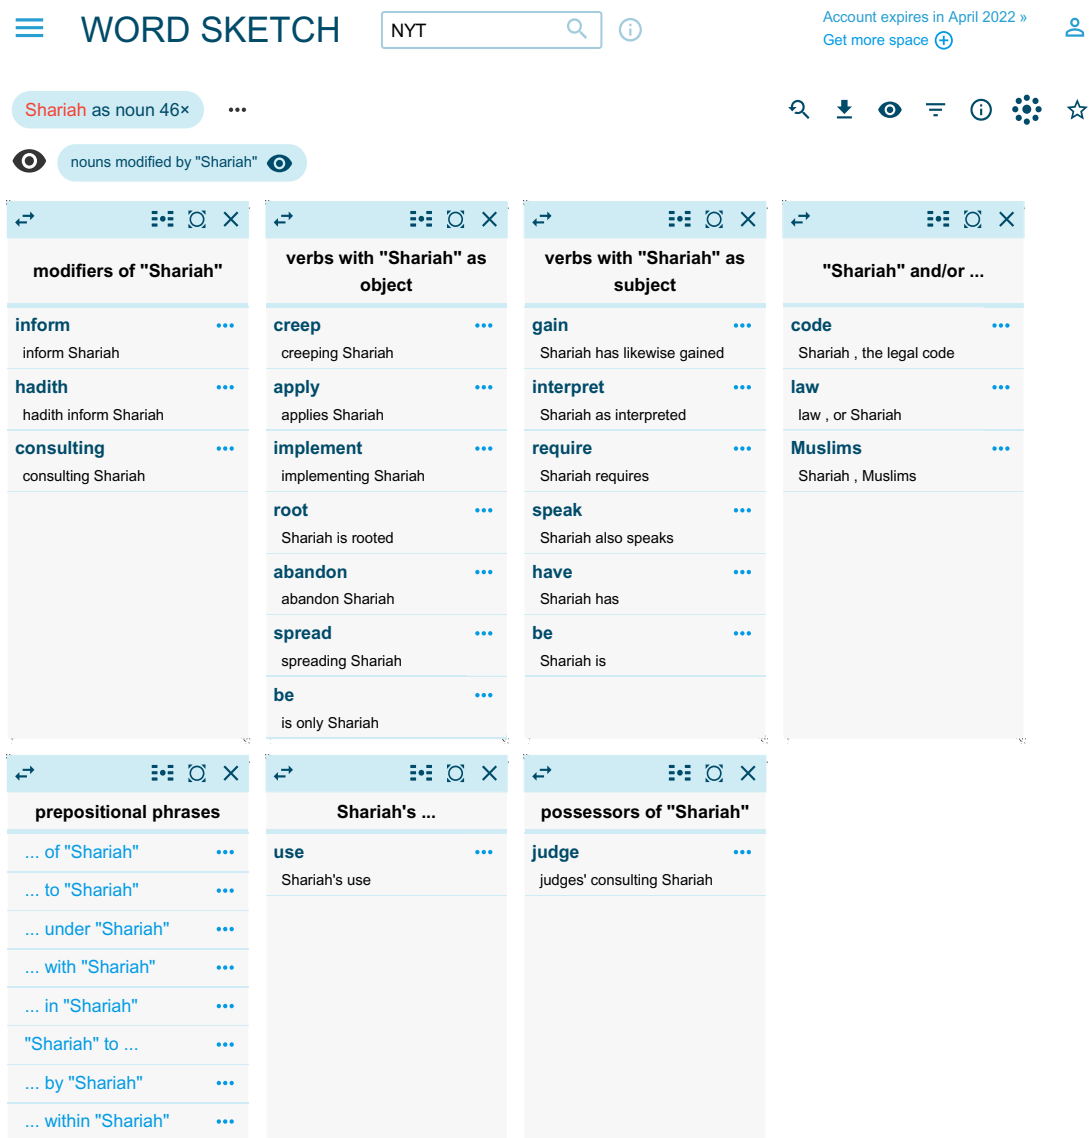 WORD SKETCH
NYT
Account expires in April 2022 »
Get more space
Shariah as noun 46×
nouns modified by "Shariah"
modifiers of "Shariah"
inform
inform Shariah
hadith
hadith inform Shariah
consulting
consulting Shariah
verbs with "Shariah" as
object
creep
creeping Shariah
apply
applies Shariah
implement
implementing Shariah
root
Shariah is rooted
abandon
abandon Shariah
spread
spreading Shariah
be
is only Shariah
verbs with "Shariah" as
subject
gain
Shariah has likewise gained
interpret
Shariah as interpreted
require
Shariah requires
speak
Shariah also speaks
have
Shariah has
be
Shariah is
"Shariah" and/or ...
code
Shariah , the legal code
law
law , or Shariah
Muslims
Shariah , Muslims
prepositional phrases
... of "Shariah"
... to "Shariah"
... under "Shariah"
... with "Shariah"
... in "Shariah"
"Shariah" to ...
... by "Shariah"
... within "Shariah"
Shariah's ...
use
Shariah's use
possessors of "Shariah"
judge
judges' consulting Shariah